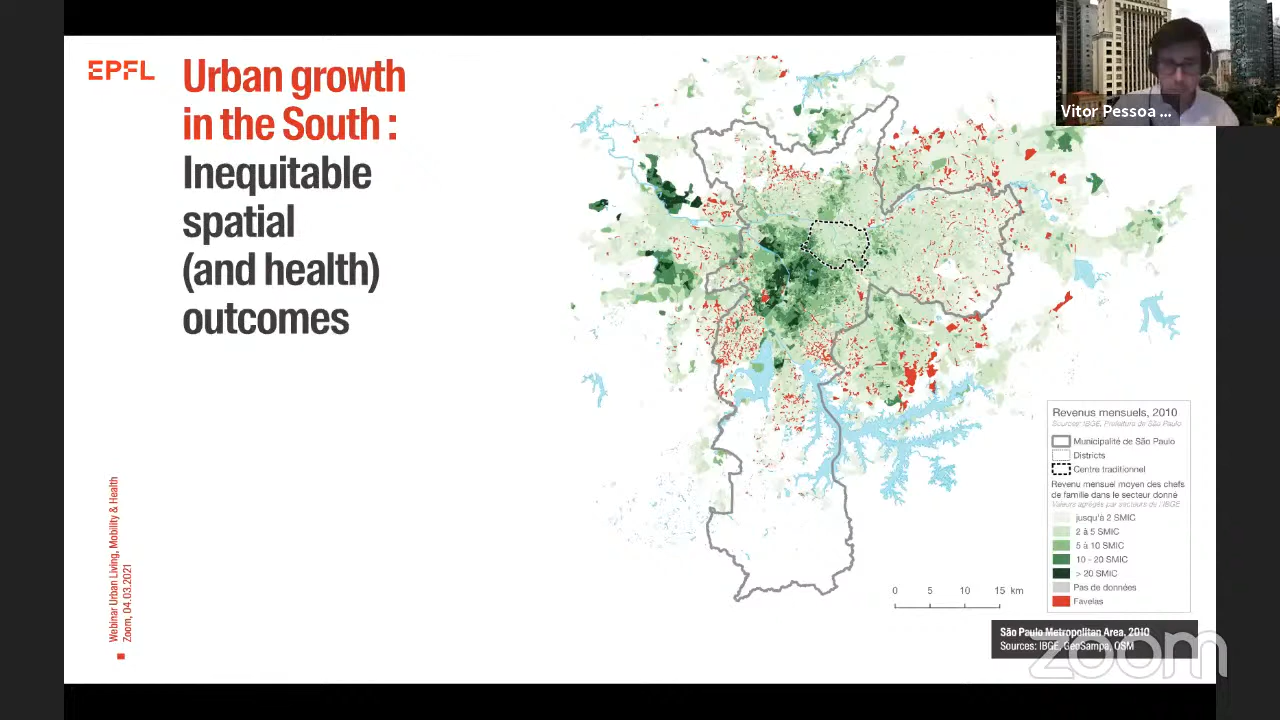 EPFL
Urban growth
in the South :
Inequitable
spatial
(and health)
outcomes
Webinar Urban Living, Mobility & Health
Zoom, 04.03.2021
Vitor Pessoa ...
Revenus mensuels, 2010
Sources: IBGE, Prefeitura de São Paulo
Municipalité de São Paulo
Districts
Centre traditionnel
Revenu mensuel moyen des chefs
de famille dans le secteur donné
Valeurs agrégés par secteurs de l'IBGE
jusqu'à 2 SMIC
2 à 5 SMIC
5 à 10 SMIC
10 - 20 SMIC
> 20 SMIC
Pas de données
Favelas
0 5 10 15 km
São Paulo Metropolitan Area, 2010
Sources: IBGE, GeoSampa, OSM
zoom